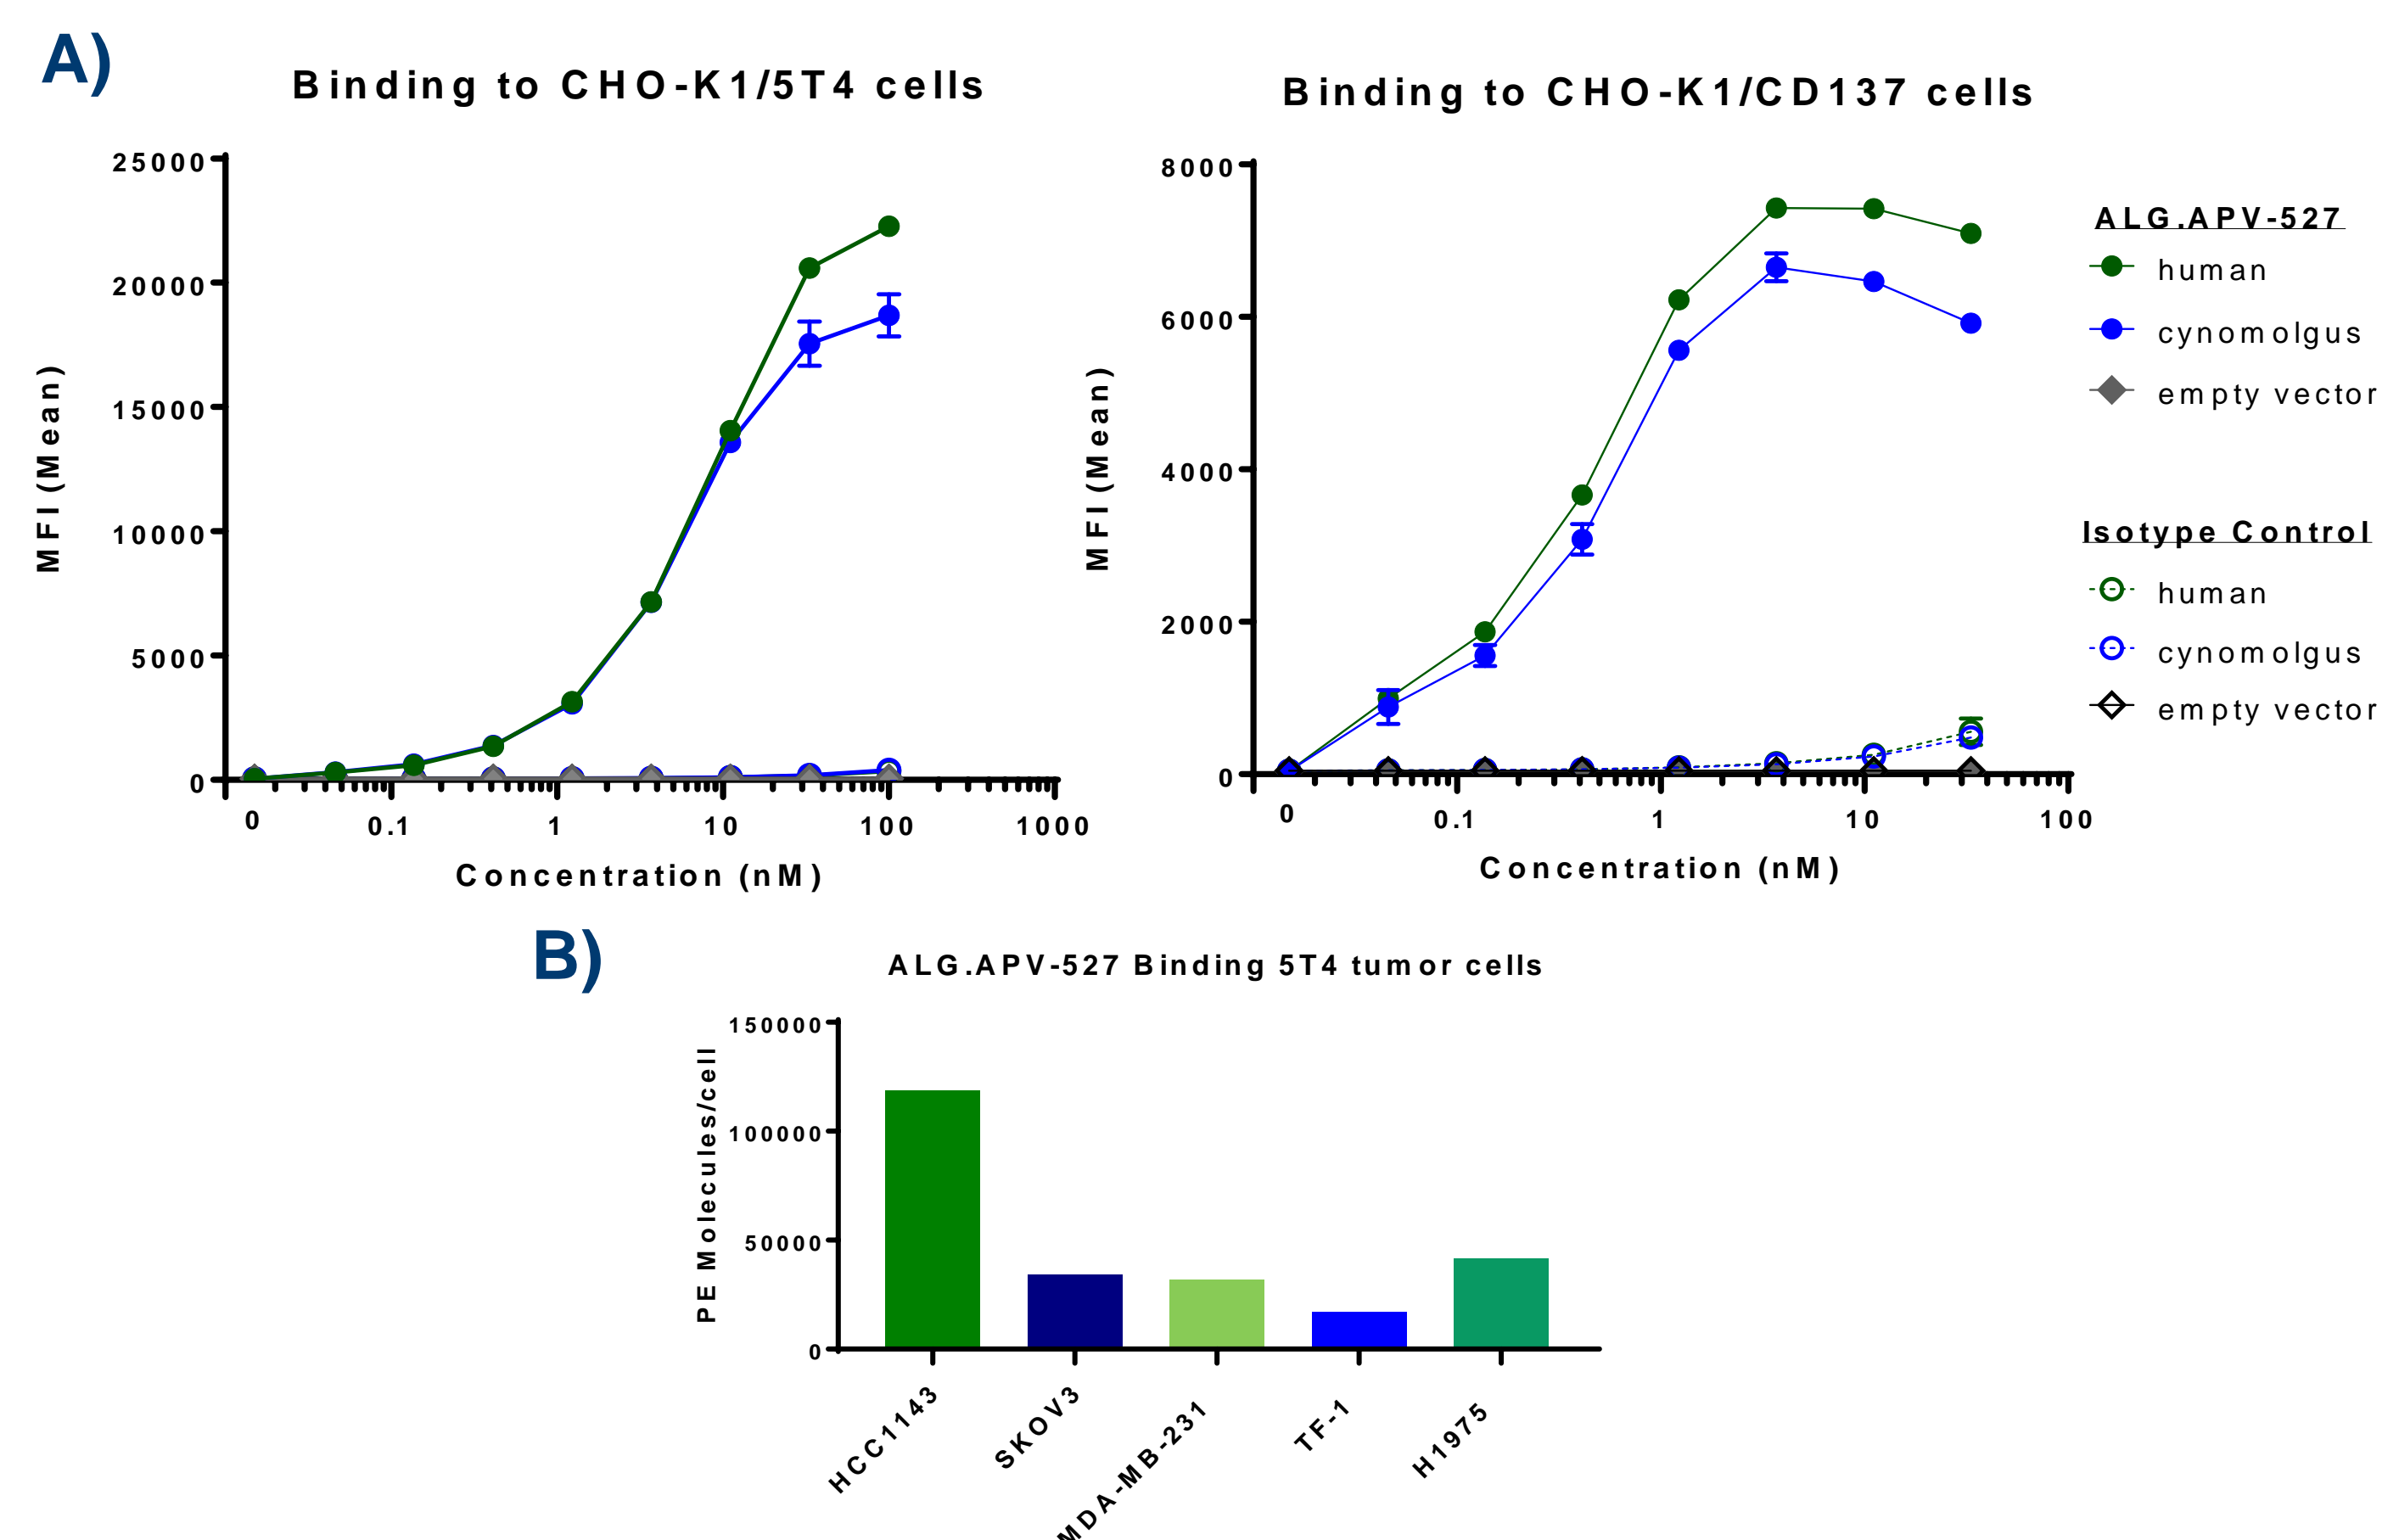 A)
Binding to CHO-K1/5T4 cells
MFI (Mean)
25000
20000
15000
10000
5000
0
0 0.1 1 10 100 1000
Concentration (nM)
Binding to CHO-K1/CD137 cells
MFI (Mean)
8000
6000
4000
2000
0
0 0.1 1 10 100
Concentration (nM)
ALG.APV-527
human
cynomolgus
empty vector
Isotype Control
human
cynomolgus
empty vector
B)
ALG.APV-527 Binding 5T4 tumor cells
PE Molecules/cell
150000
100000
50000
0
HCC1143
SKOV3
MDA-MB-231
TF-1
H1975